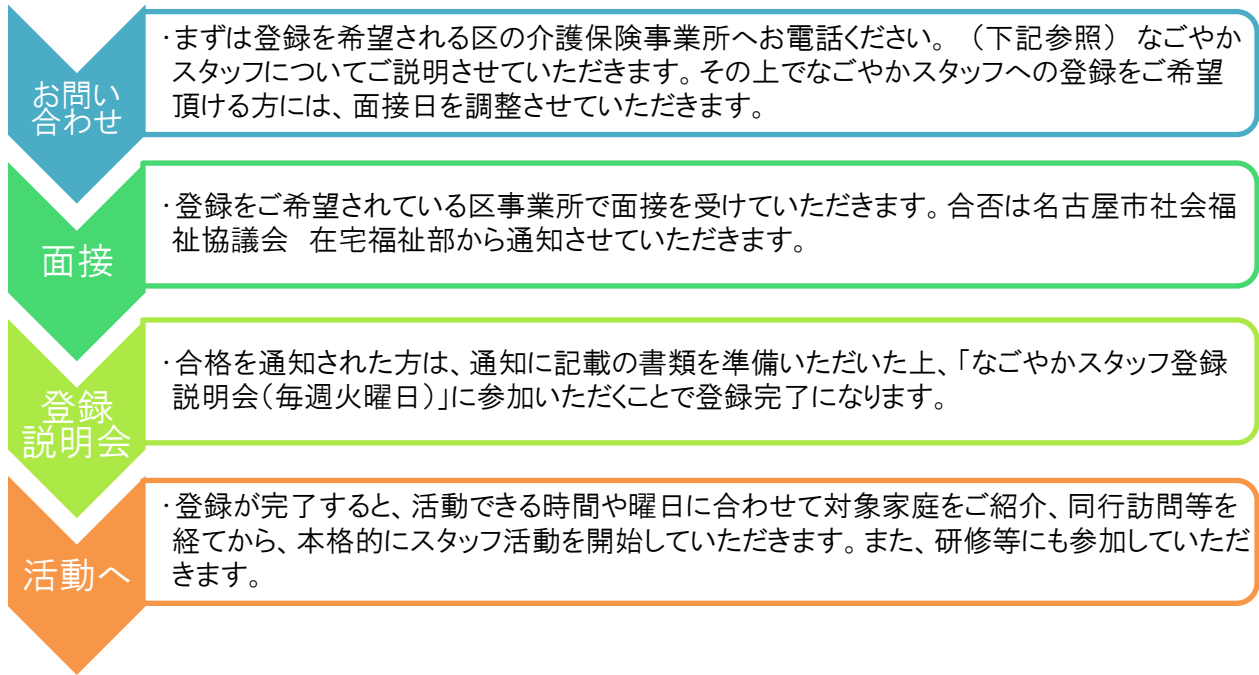 お問い
合わせ
・まずは登録を希望される区の介護保険事業所へお電話ください。（下記参照） なごやか
スタッフについてご説明させていただきます。その上でなごやかスタッフへの登録をご希望
頂ける方には、面接日を調整させていただきます。
面接
・登録をご希望されている区事業所で面接を受けていただきます。合否は名古屋市社会福
祉協議会　在宅福祉部から通知させていただきます。
登録
説明会
・合格を通知された方は、通知に記載の書類を準備いただいた上、「なごやかスタッフ登録
説明会（毎週火曜日）」に参加いただくことで登録完了になります。
活動へ
・登録が完了すると、活動できる時間や曜日に合わせて対象家庭をご紹介、同行訪問等を
経てから、本格的にスタッフ活動を開始していただきます。また、研修等にも参加していただ
きます。